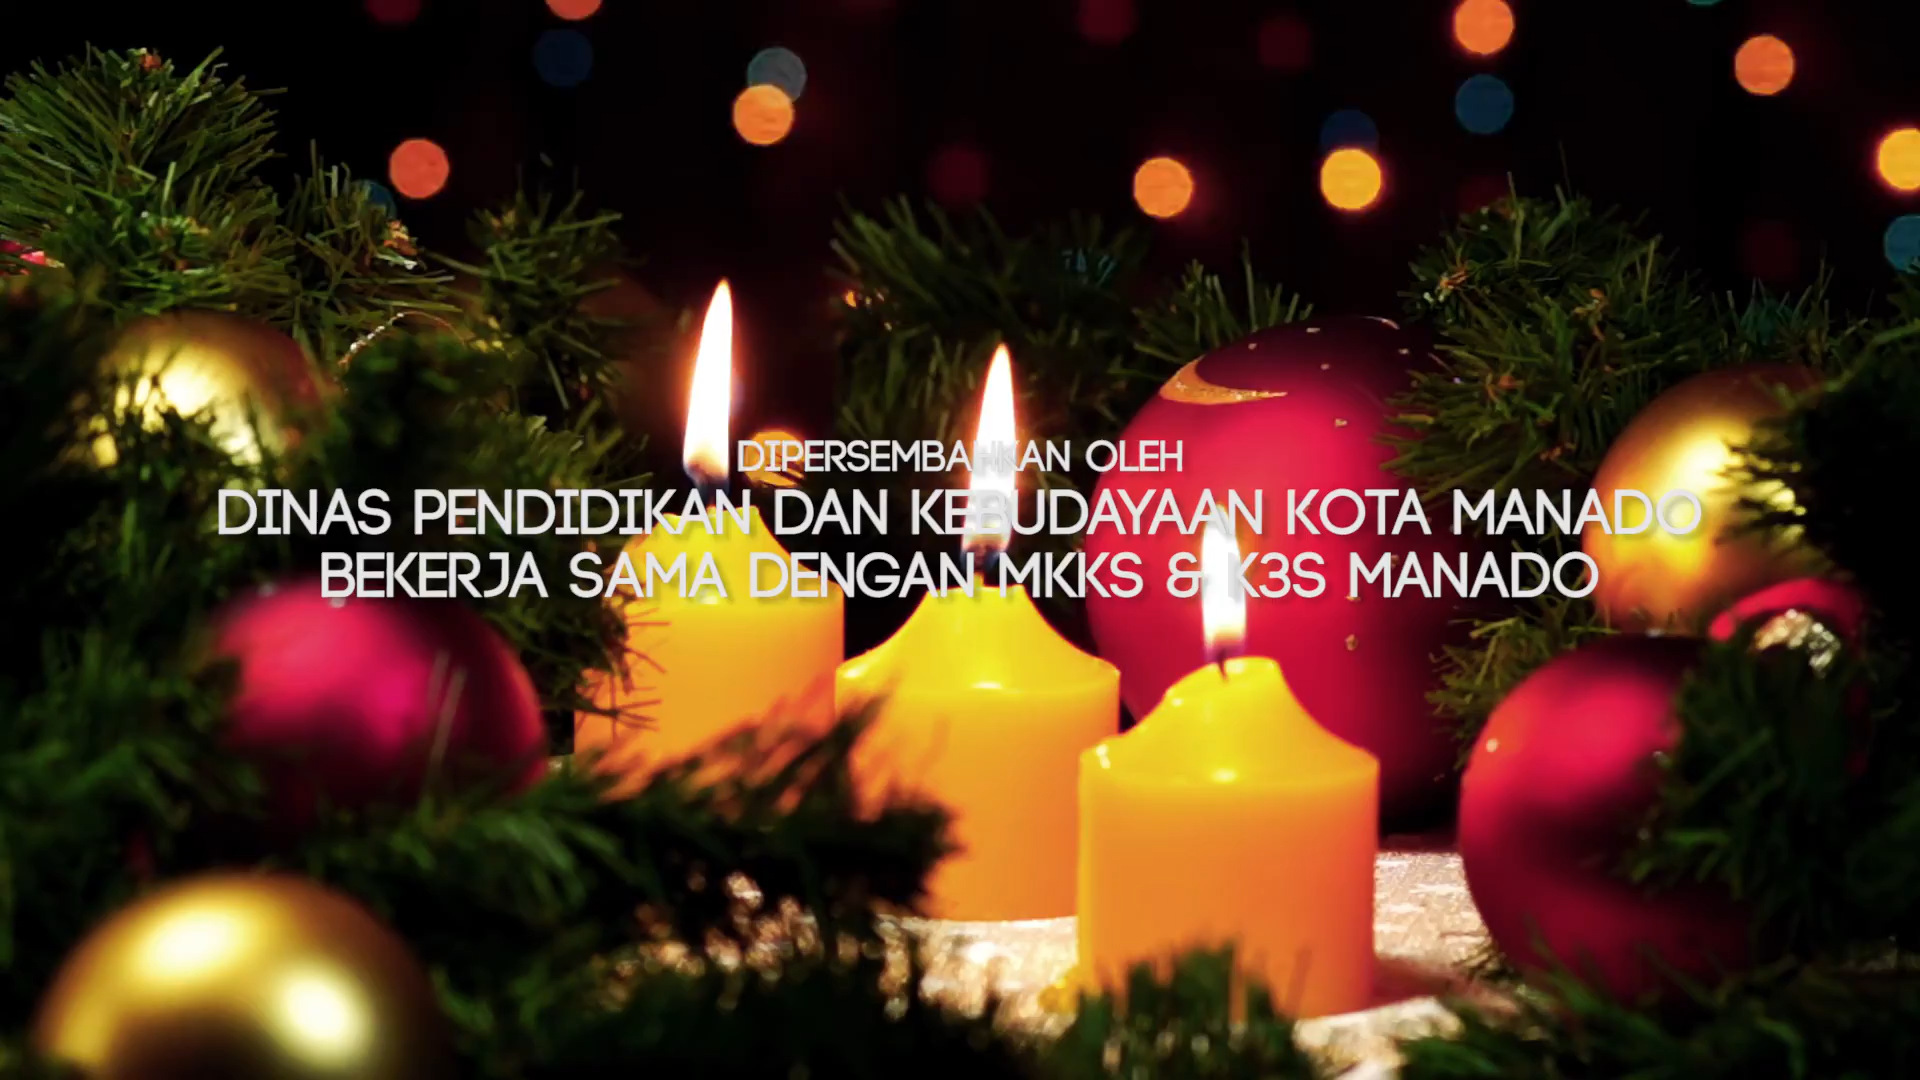 DIPERSEMBAHKAN OLEH
DINAS PENDIDIKAN DAN KEBUDAYAAN KOTA MANADO
BEKERJA SAMA DENGAN MKKS & K3S MANADO